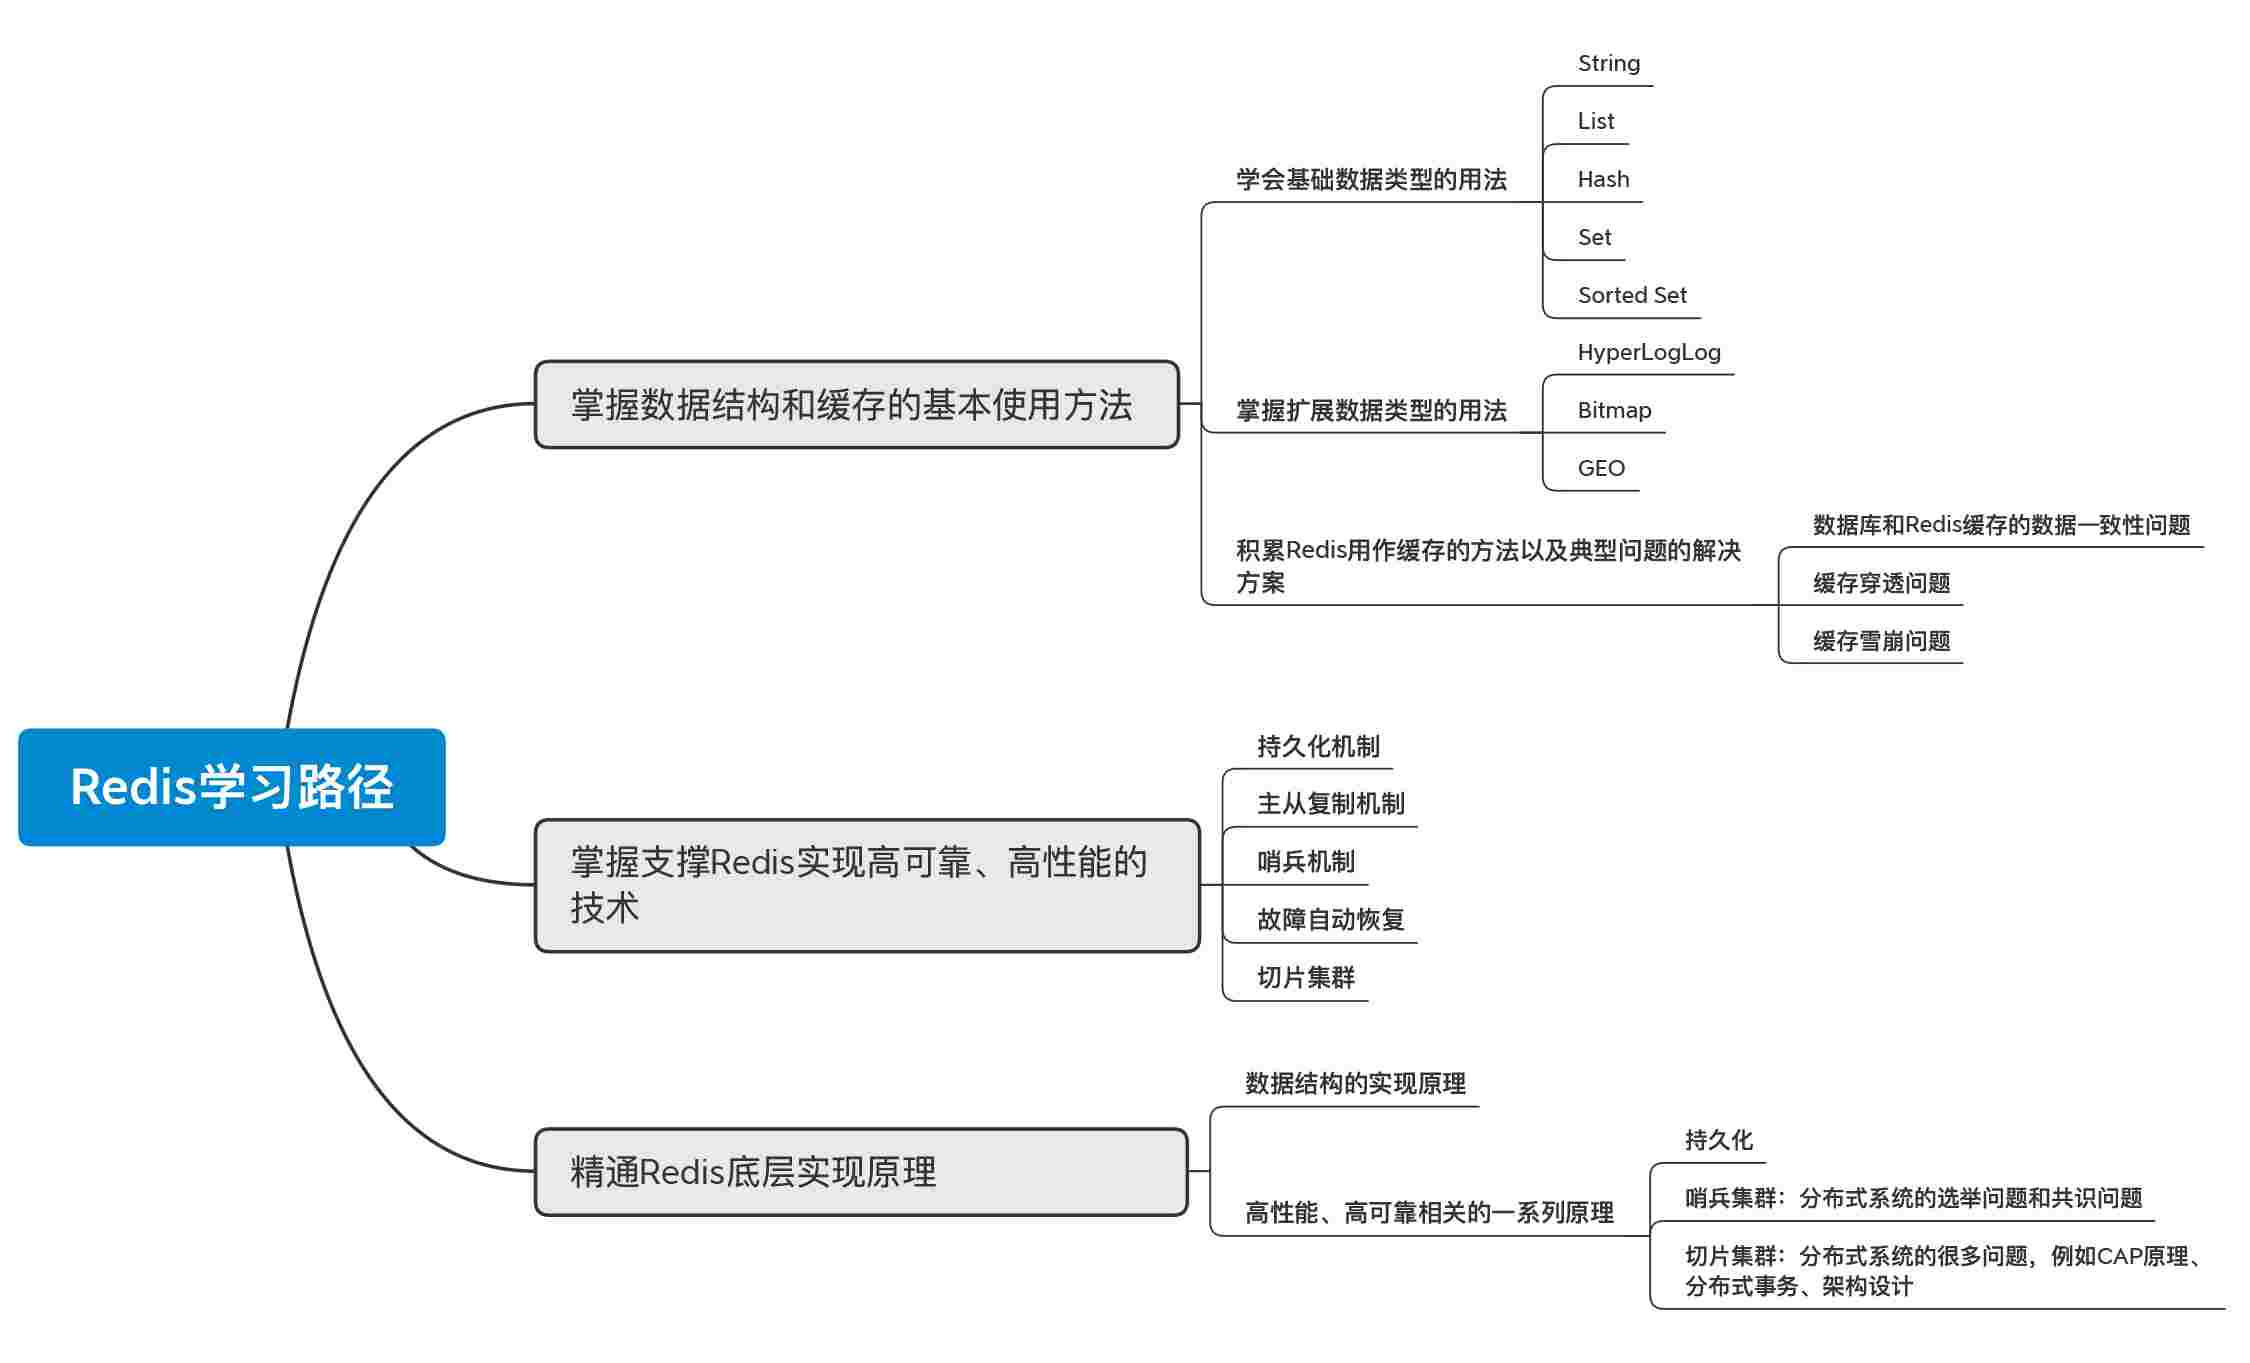 Redis学习路径
掌握数据结构和缓存的基本使用方法
学会基础数据类型的用法
String
List
Hash
Set
Sorted Set
掌握扩展数据类型的用法
HyperLogLog
Bitmap
GEO
积累Redis用作缓存的方法以及典型问题的解决
方案
数据库和Redis缓存的数据一致性问题
缓存穿透问题
缓存雪崩问题
掌握支撑Redis实现高可靠、高性能的
技术
持久化机制
主从复制机制
哨兵机制
故障自动恢复
切片集群
精通Redis底层实现原理
数据结构的实现原理
高性能、高可靠相关的一系列原理
持久化
哨兵集群：分布式系统的选举问题和共识问题
切片集群：分布式系统的很多问题，例如CAP原理、
分布式事务、架构设计